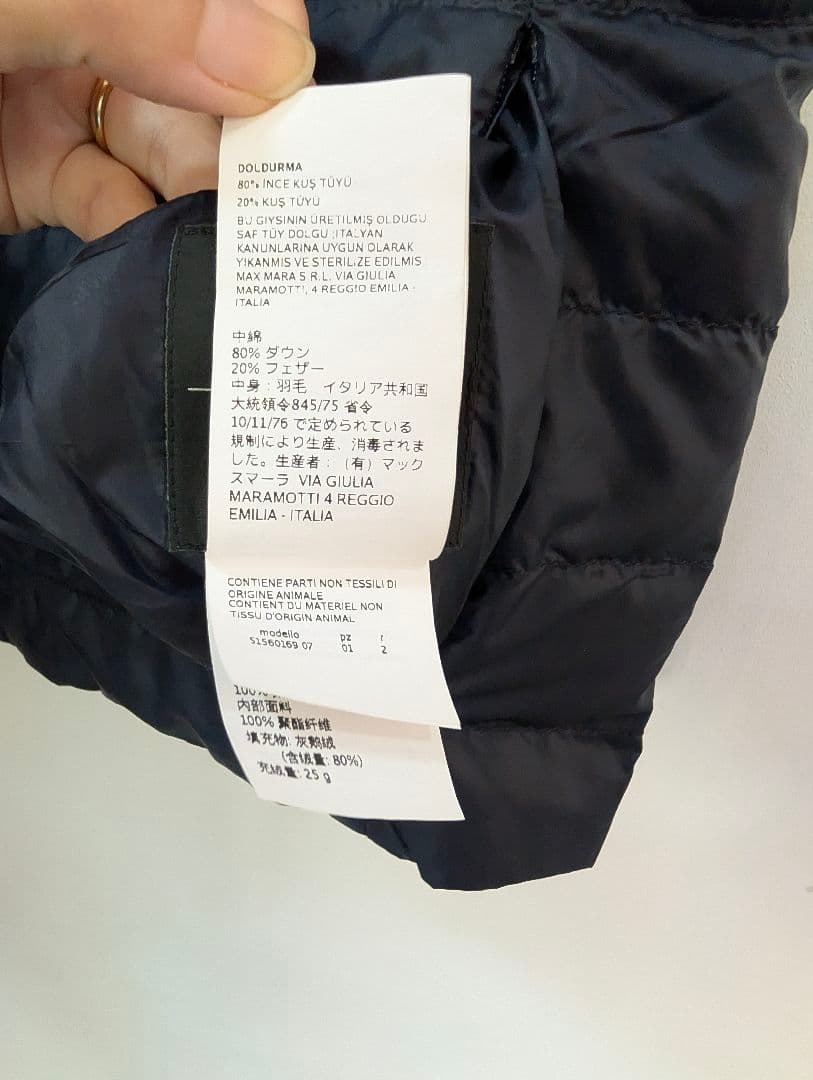 DOLDURMA
80% İNCE KUŞ TÜYÜ
20% KUŞ TÜYÜ
BU GIYSININ ÜRETILMIŞ OLDUGU
SAF TÜY DOLGU ;ITALYAN
KANUNLARINA UYGUN OLARAK
YIKANMIS VE STERILIZE EDILMIS
MAX MARA S R.L. VIA GIULIA
MARAMOTTI, 4 REGGIO EMILIA -
ITALIA
中綿
80% ダウン
20% フェザー
中身：羽毛　イタリア共和国
大統領令845/75 省令
10/11/76 で定められている
規制により生産、消毒されま
した。生産者：（有）マック
スマーラ VIA GIULIA
MARAMOTTI 4 REGGIO
EMILIA - ITALIA
CONTIENE PARTI NON TESSILI DI
ORIGINE ANIMALE
CONTIENT DU MATERIEL NON
TISSU D'ORIGIN ANIMAL
modello pz r
51560169 07 01 2
100%
内部面料
100% 聚酯纤维
填充物: 灰鹅绒
(含绒量: 80%)
充绒量: 25 g